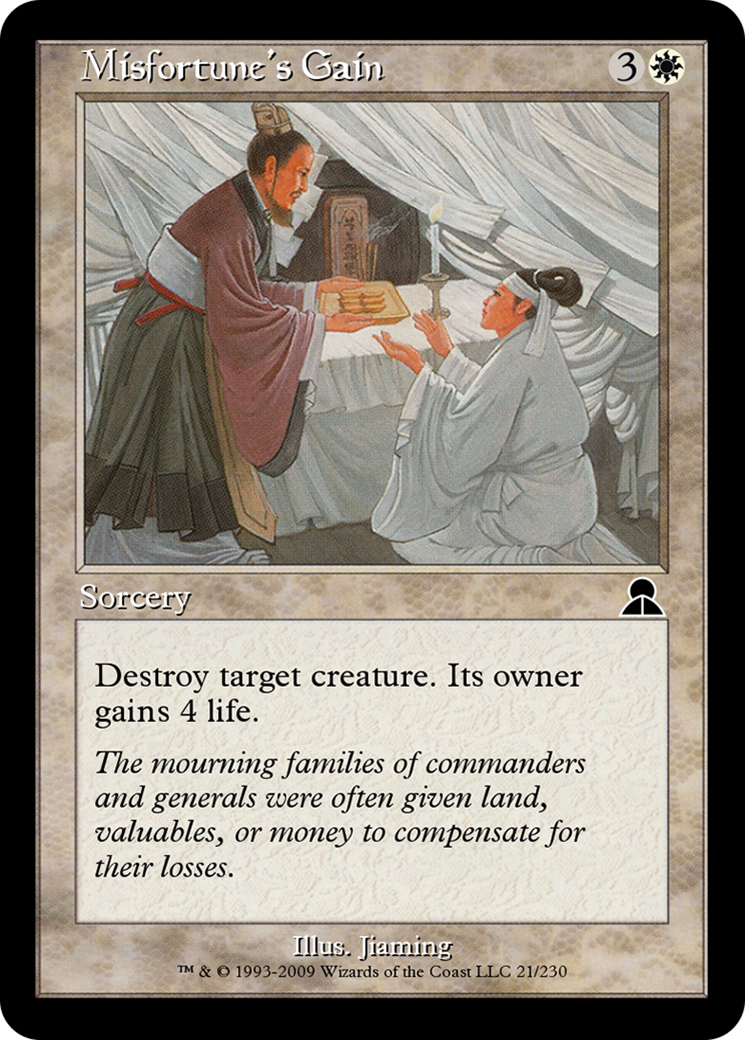 Misfortune's Gain 3
Sorcery
Destroy target creature. Its owner
gains 4 life.
The mourning families of commanders
and generals were often given land,
valuables, or money to compensate for
their losses.
Illus. Jiaming
™ & © 1993-2009 Wizards of the Coast LLC 21/230